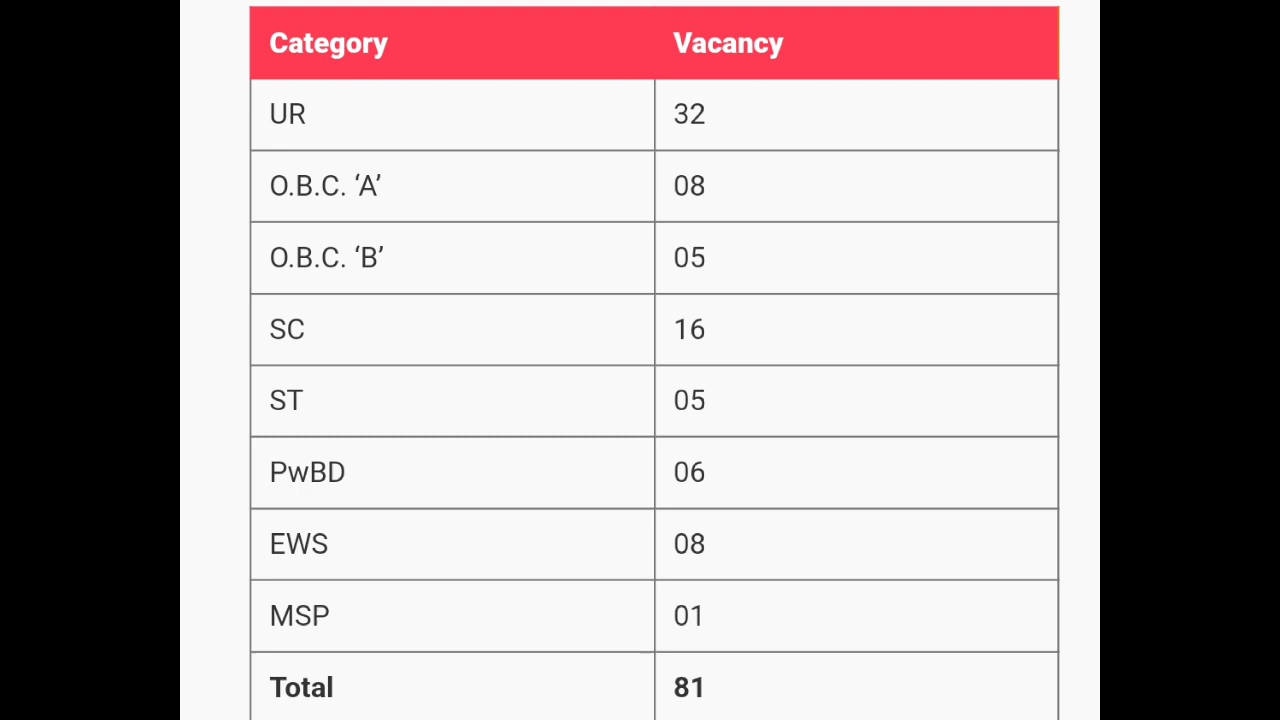 Category Vacancy
UR 32
O.B.C. ‘A’ 08
O.B.C. ‘B’ 05
SC 16
ST 05
PwBD 06
EWS 08
MSP 01
Total 81